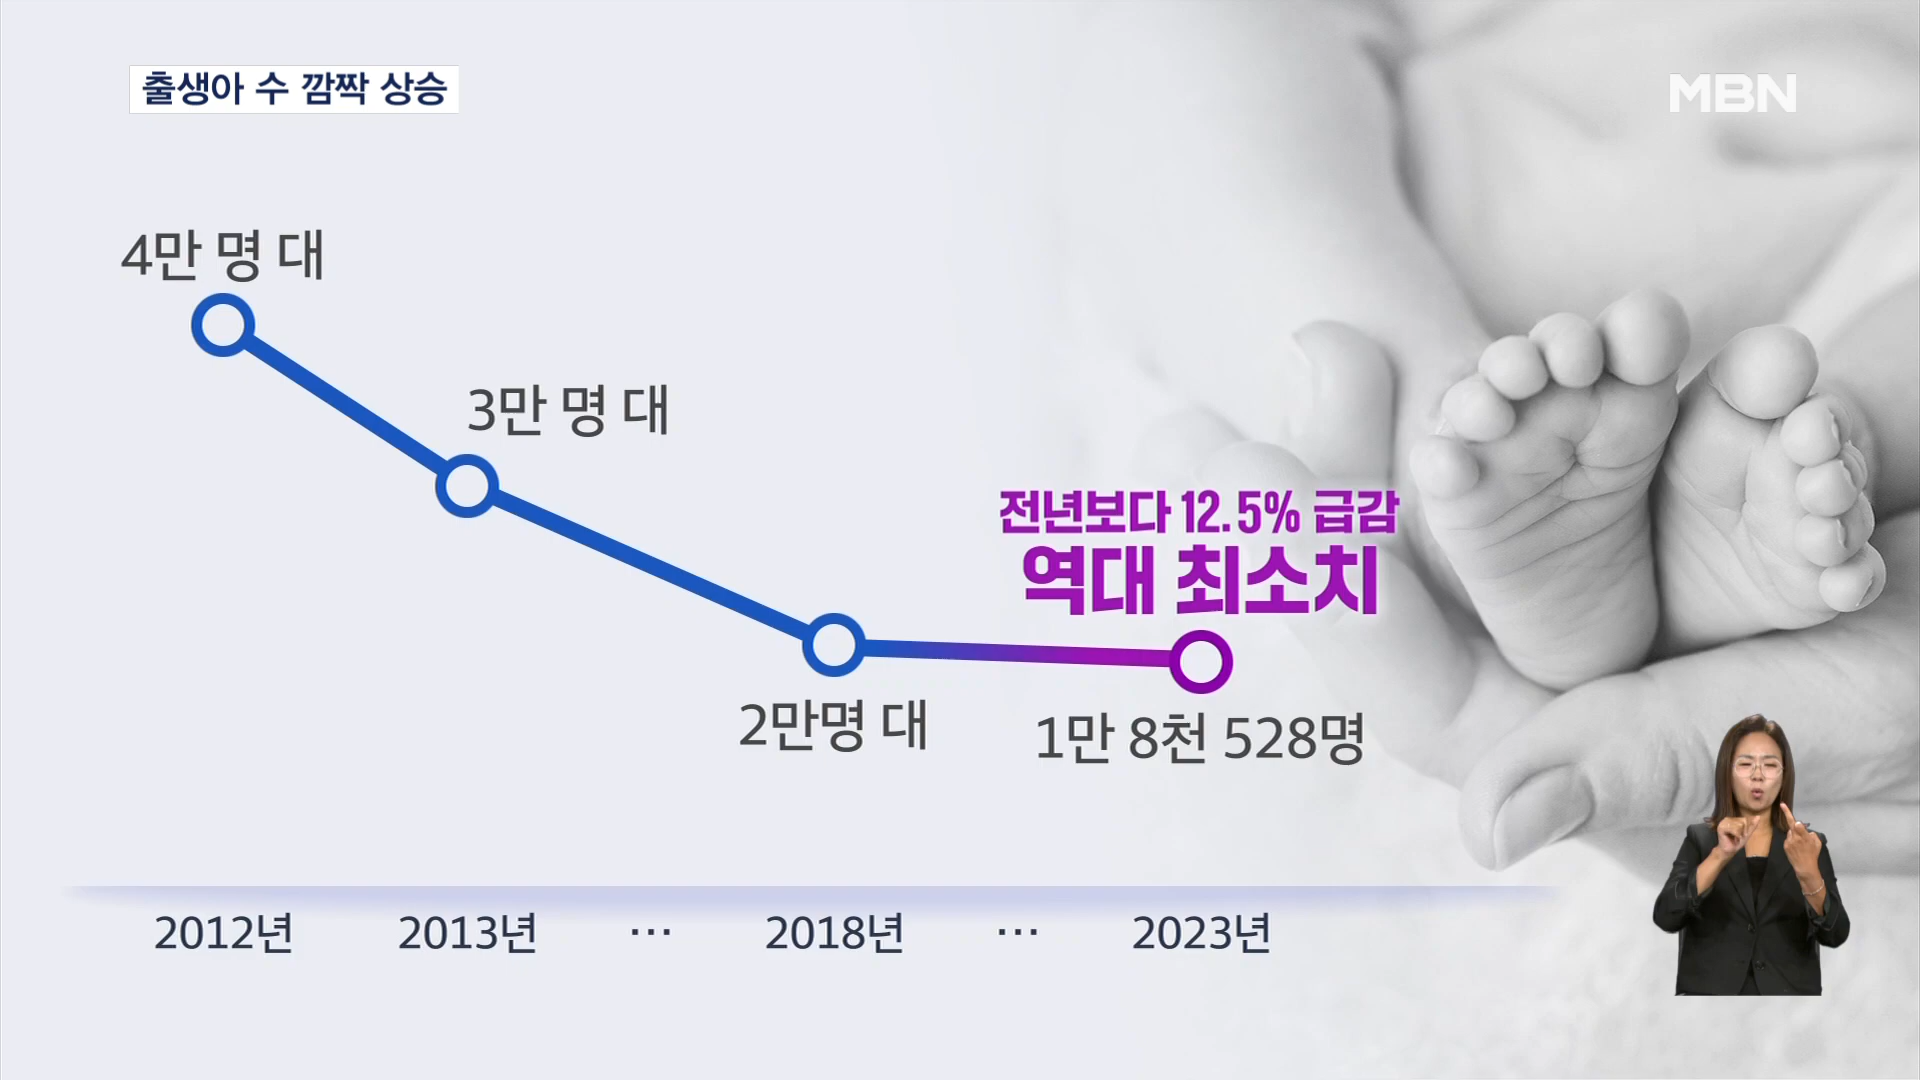 출생아 수 깜짝 상승
MBN
4만 명 대
3만 명 대
전년보다 12.5% 급감
역대 최소치
2만명 대
1만 8천 528명
2012년 2013년 ... 2018년 ... 2023년